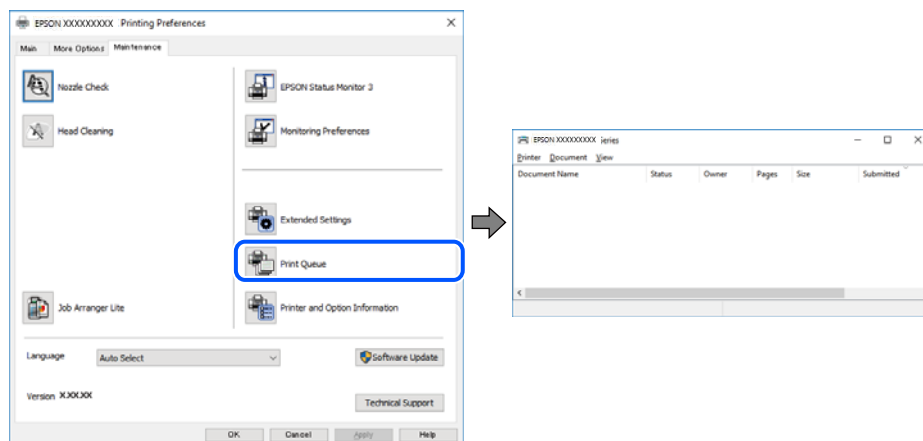 EPSON XXXXXXXXX Printing Preferences
Main More Options Maintenance
Nozzle Check
EPSON Status Monitor 3
Head Cleaning
Monitoring Preferences
Extended Settings
Print Queue
Job Arranger Lite
Printer and Option Information
Language Auto Select Software Update
Version X.XX.XX
Technical Support
OK Cancel Apply Help
EPSON XXXXXXXXX ieries
Printer Document View
Document Name Status Owner Pages Size Submitted